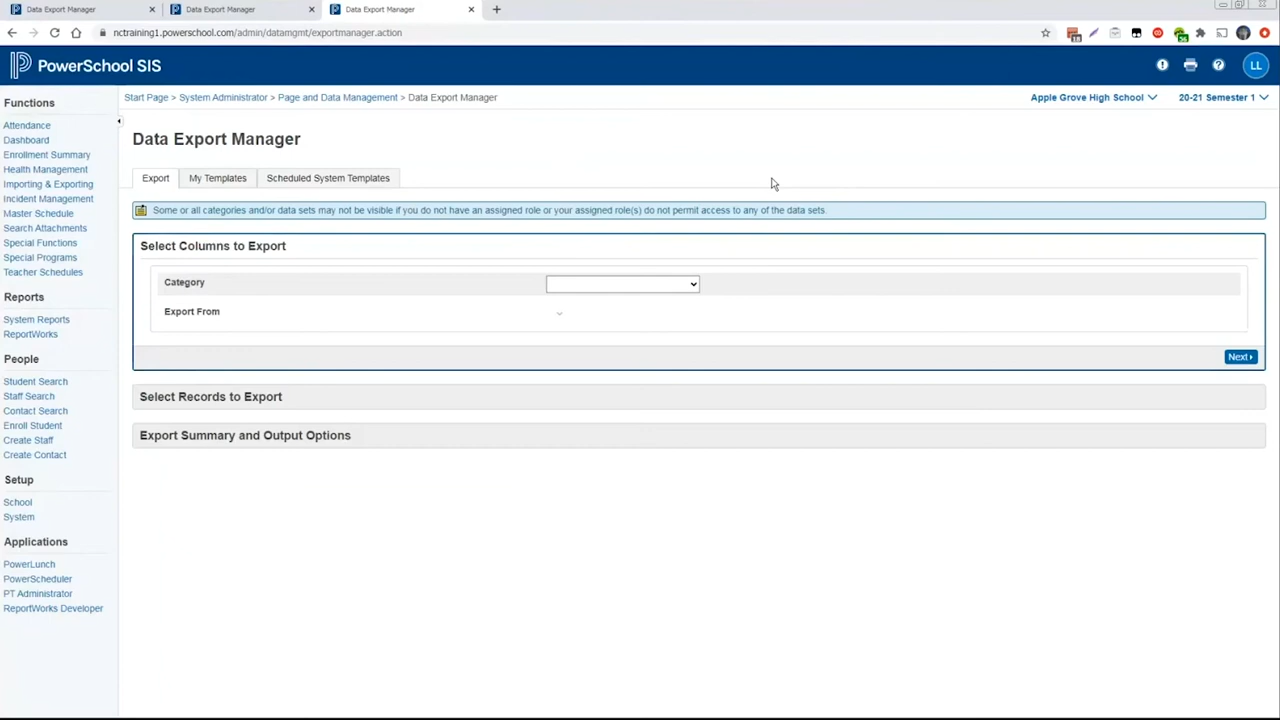 Data Export Manager
Data Export Manager
Data Export Manager
nctraining1.powerschool.com/admin/datamgmt/exportmanager.action
PowerSchool SIS
LL
Functions
Attendance
Dashboard
Enrollment Summary
Health Management
Importing & Exporting
Incident Management
Master Schedule
Search Attachments
Special Functions
Special Programs
Teacher Schedules
Reports
System Reports
ReportWorks
People
Student Search
Staff Search
Contact Search
Enroll Student
Create Staff
Create Contact
Setup
School
System
Applications
PowerLunch
PowerScheduler
PT Administrator
ReportWorks Developer
Start Page > System Administrator > Page and Data Management > Data Export Manager
Apple Grove High School
20-21 Semester 1
Data Export Manager
Export
My Templates
Scheduled System Templates
Some or all categories and/or data sets may not be visible if you do not have an assigned role or your assigned role(s) do not permit access to any of the data sets.
Select Columns to Export
Category
Export From
Next
Select Records to Export
Export Summary and Output Options